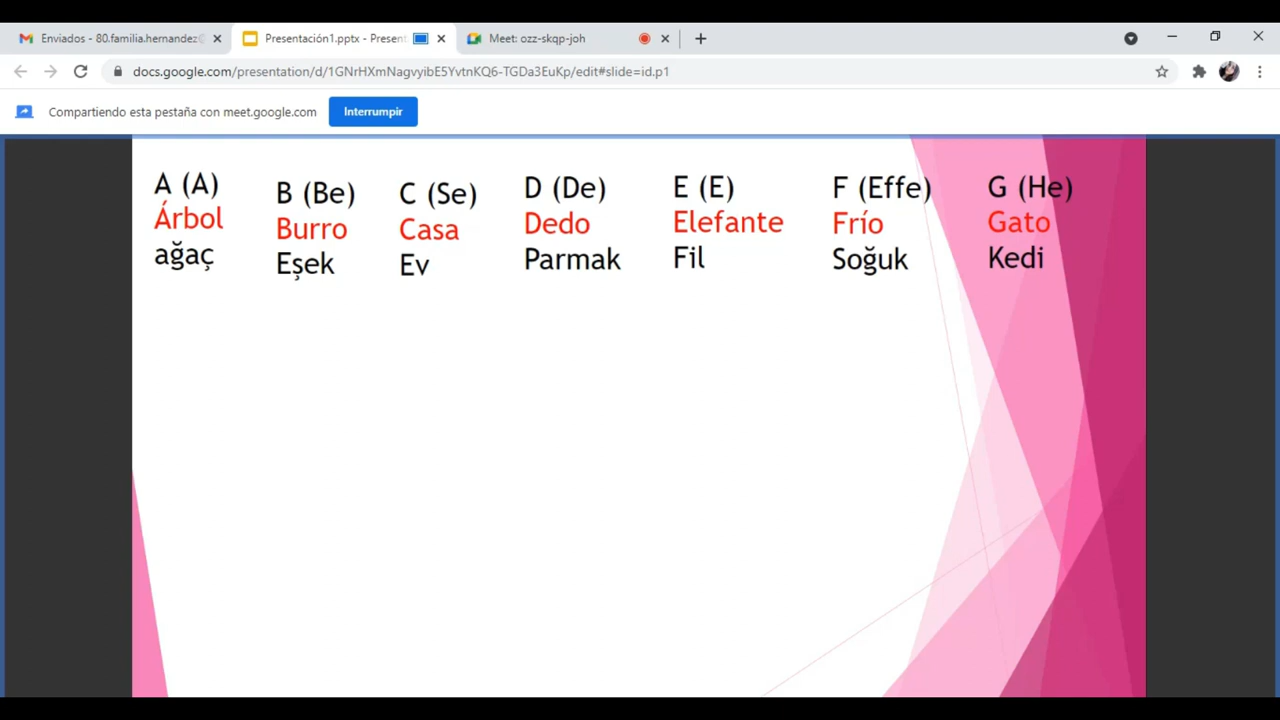 Enviados - 80.familia.hernandez@
Presentación1.pptx - Present
Meet: ozz-skqp-joh
docs.google.com/presentation/d/1GNrHXmNagvyibE5YvtnKQ6-TGDa3EuKp/edit#slide=id.p1
Compartiendo esta pestaña con meet.google.com
Interrumpir
A (A)
Árbol
ağaç
B (Be)
Burro
Eşek
C (Se)
Casa
Ev
D (De)
Dedo
Parmak
E (E)
Elefante
Fil
F (Effe)
Frío
Soğuk
G (He)
Gato
Kedi